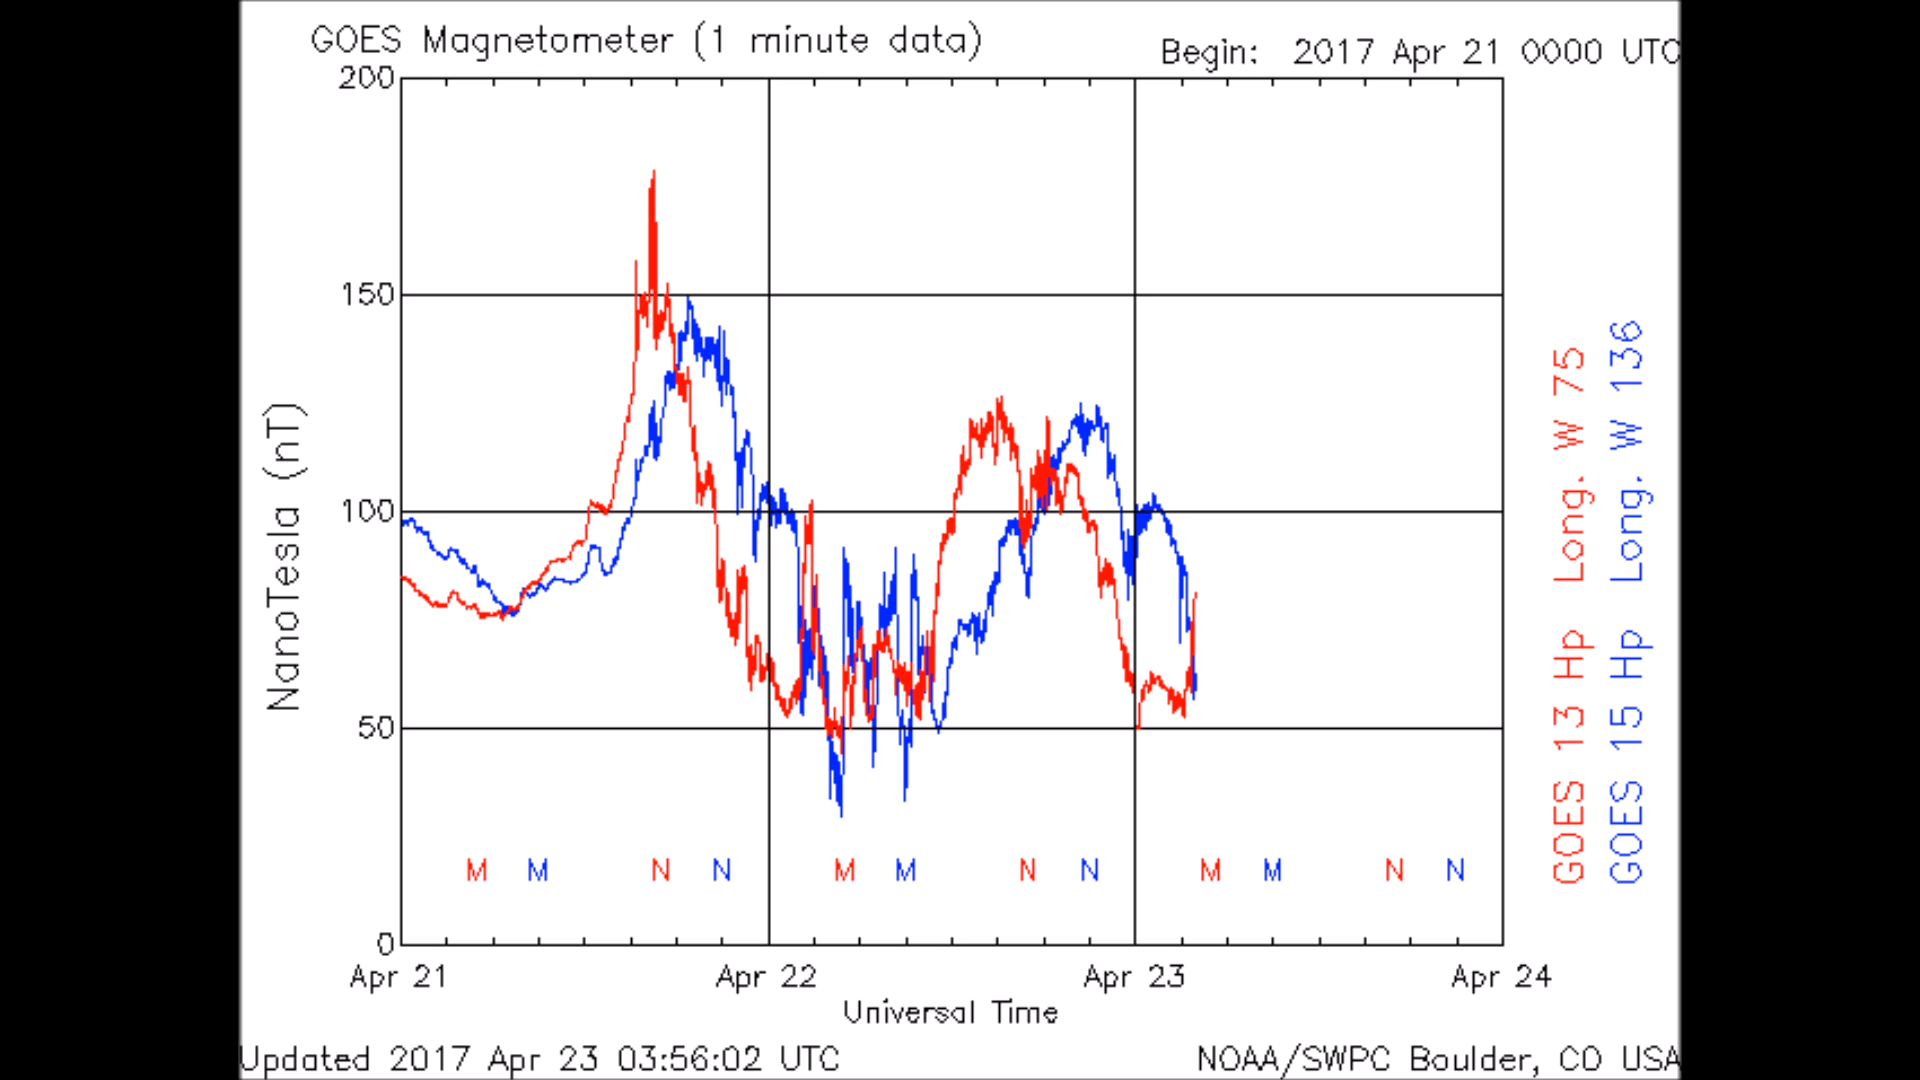 GOES Magnetometer (1 minute data)
Begin: 2017 Apr 21 0000 UTC
200
150
100
50
0
NanoTesla (nT)
M M N N M M N N M M N N
Apr 21 Apr 22 Apr 23 Apr 24
Universal Time
GOES 13 Hp Long. W 75
GOES 15 Hp Long. W 136
Updated 2017 Apr 23 03:56:02 UTC
NOAA/SWPC Boulder, CO USA